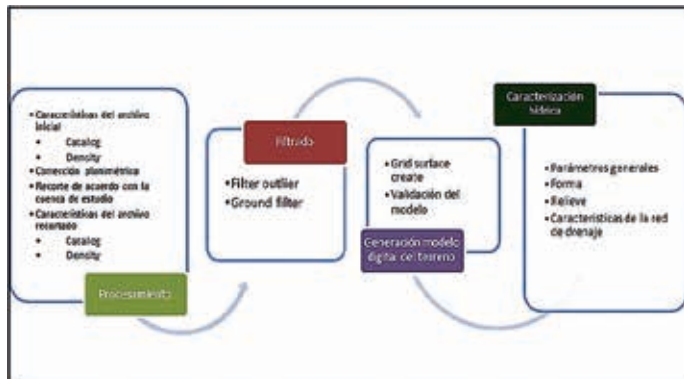 • Características del archivo
inicial
• Catalog
• Density
• Corrección planimétrica
• Recorte de acuerdo con la
cuenca de estudio
• Características del archivo
recortado
• Catalog
• Density
Procesamiento
Filtrado
• Filter outlier
• Ground filter
• Grid surface
create
• Validación del
modelo
Generación modelo
digital del terreno
Caracterización
hídrica
• Parámetros generales
• Forma
• Relieve
• Características de la red
de drenaje